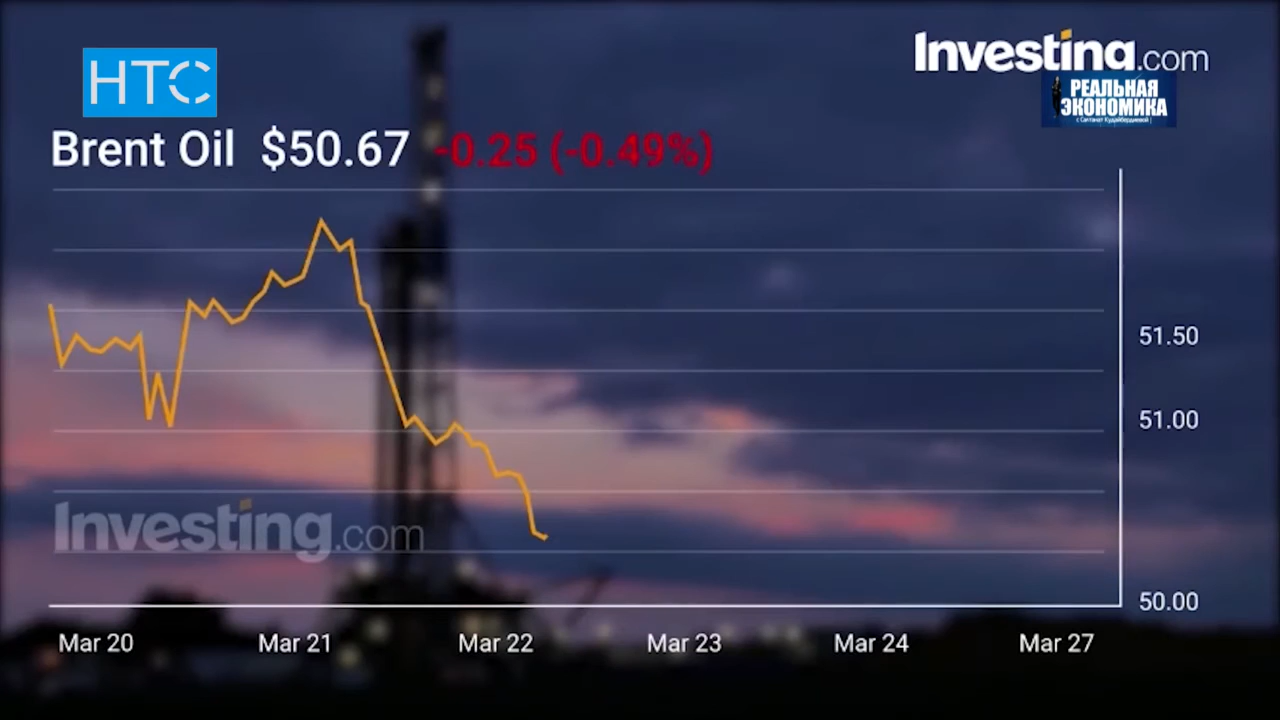 НТС
Investing.com
РЕАЛЬНАЯ
ЭКОНОМИКА
Brent Oil $50.67 -0.25 (-0.49%)
51.50
51.00
50.00
Investing.com
Mar 20 Mar 21 Mar 22 Mar 23 Mar 24 Mar 27